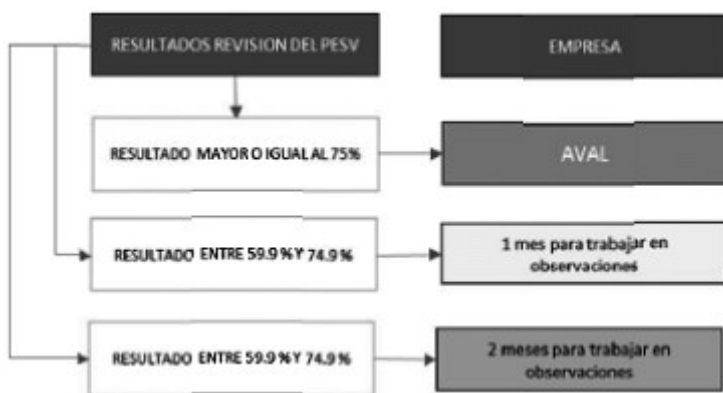 RESULTADOS REVISION DEL PESV
EMPRESA
RESULTADO MAYOR O IGUAL AL 75%
AVAL
RESULTADO ENTRE 59.9% Y 74.9%
1 mes para trabajar en
observaciones
RESULTADO ENTRE 59.9% Y 74.9%
2 meses para trabajar en
observaciones